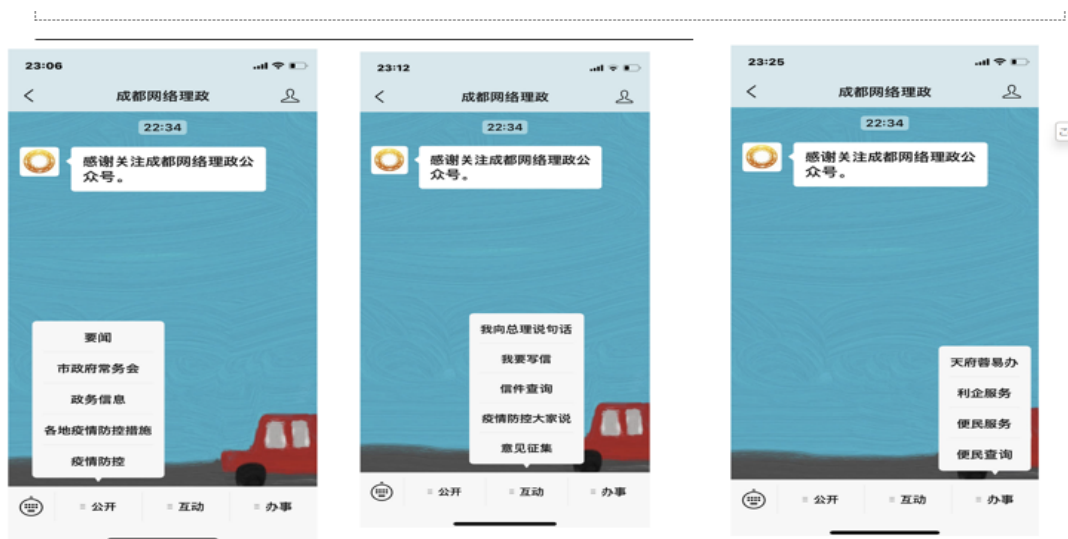 23:06
成都网络理政
22:34
感谢关注成都网络理政公
众号。
要闻
市政府常务会
政务信息
各地疫情防控措施
疫情防控
公开
互动
办事
23:12
成都网络理政
22:34
感谢关注成都网络理政公
众号。
我向总理说句话
我要写信
信件查询
疫情防控大家说
意见征集
公开
互动
办事
23:25
成都网络理政
22:34
感谢关注成都网络理政公
众号。
天府蓉易办
利企服务
便民服务
便民查询
公开
互动
办事